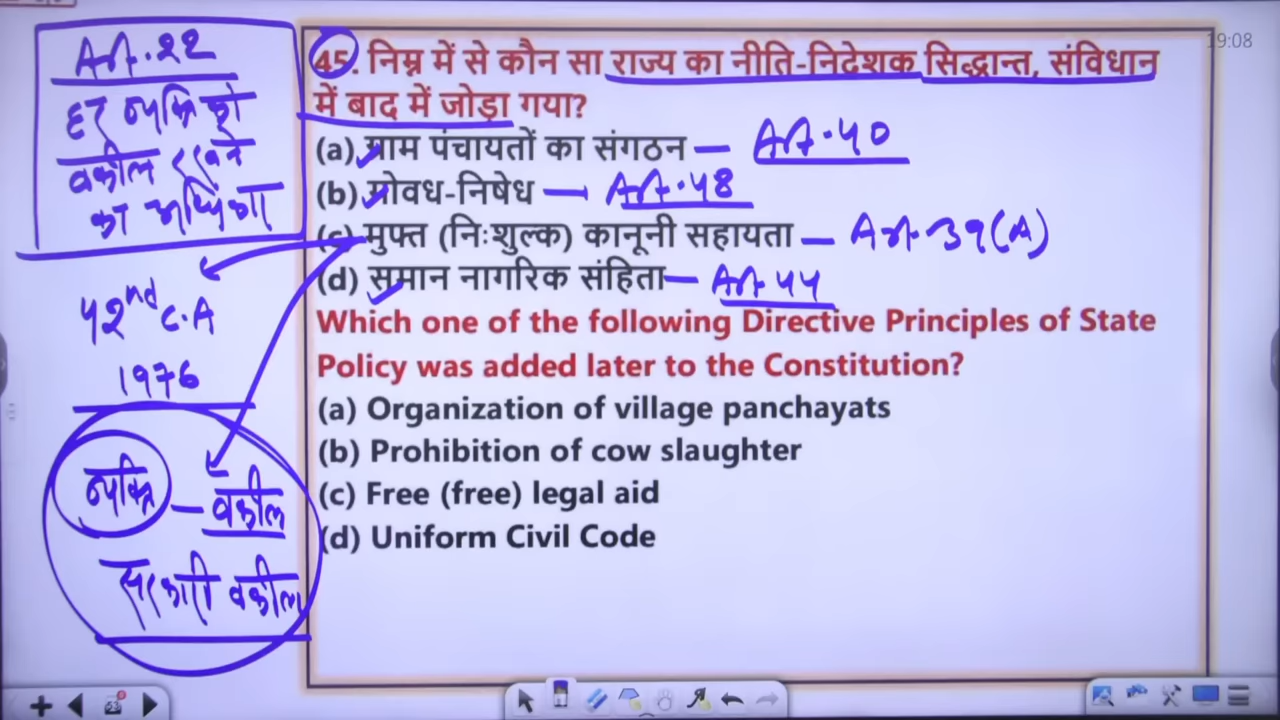 19:08
Art. 22
हर व्यक्ति को
वकील रखने
का अधिकार
45. निम्न में से कौन सा राज्य का नीति-निदेशक सिद्धान्त, संविधान
में बाद में जोड़ा गया?
(a) ग्राम पंचायतों का संगठन — Art. 40
(b) गोवध-निषेध — Art. 48
(c) मुफ्त (निःशुल्क) कानूनी सहायता — Art. 39(A)
(d) समान नागरिक संहिता — Art 44
42nd C.A
1976
व्यक्ति — वकील
सरकारी वकील
Which one of the following Directive Principles of State
Policy was added later to the Constitution?
(a) Organization of village panchayats
(b) Prohibition of cow slaughter
(c) Free (free) legal aid
(d) Uniform Civil Code